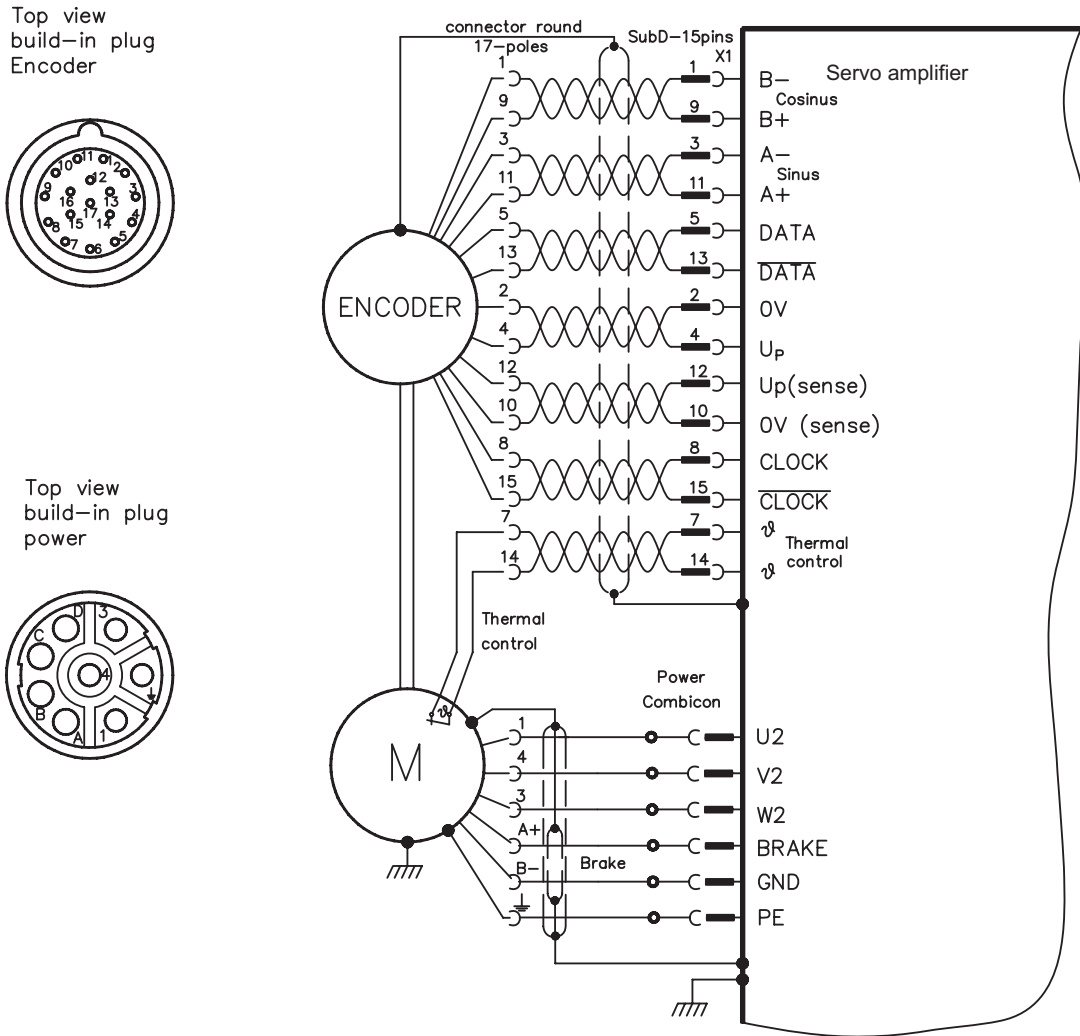 Top view
build-in plug
Encoder
11 1
10 12 2
9 16 13 3
17
8 15 14 4
7 6 5
Top view
build-in plug
power
D 3
C
4
B
A 1
connector round
17-poles
SubD-15pins
X1
Servo amplifier
1 1 B-
Cosinus
9 9 B+
3 3 A-
Sinus
11 11 A+
5 5 DATA
13 13 DATA
ENCODER
2 2 0V
4 4 UP
12 12 Up(sense)
10 10 0V (sense)
8 8 CLOCK
15 15 CLOCK
7 7 ϑ
Thermal
control
14 14 ϑ
Thermal
control
Power
Combicon
ϑ
M
1 U2
4 V2
3 W2
A+ BRAKE
Brake
B- GND
PE